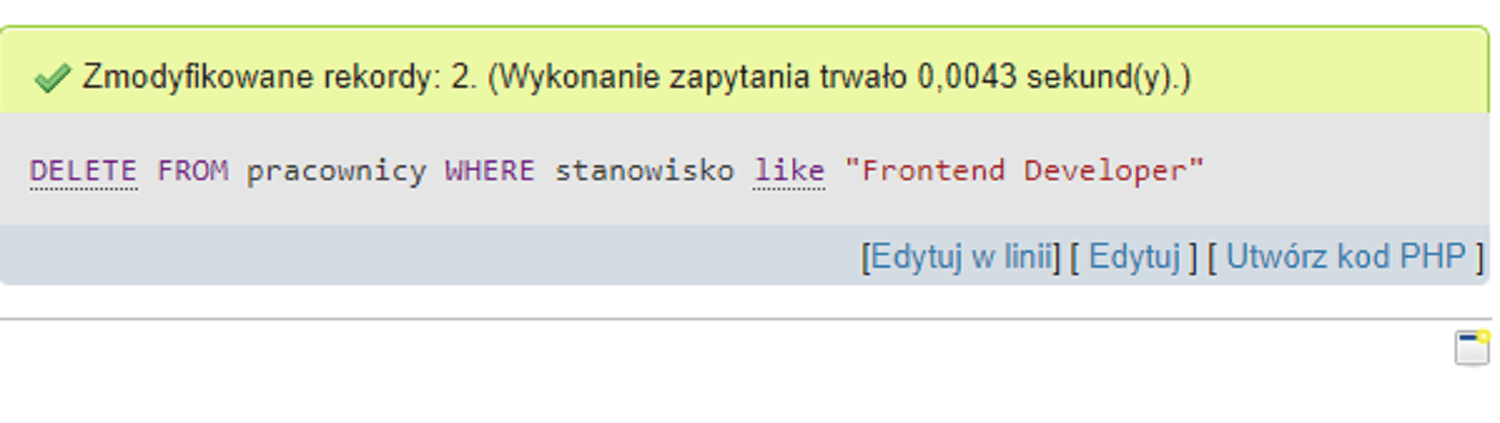 Zmodyfikowane rekordy: 2. (Wykonanie zapytania trwało 0,0043 sekund(y).)
DELETE FROM pracownicy WHERE stanowisko like "Frontend Developer"
[Edytuj w linii] [ Edytuj ] [ Utwórz kod PHP ]